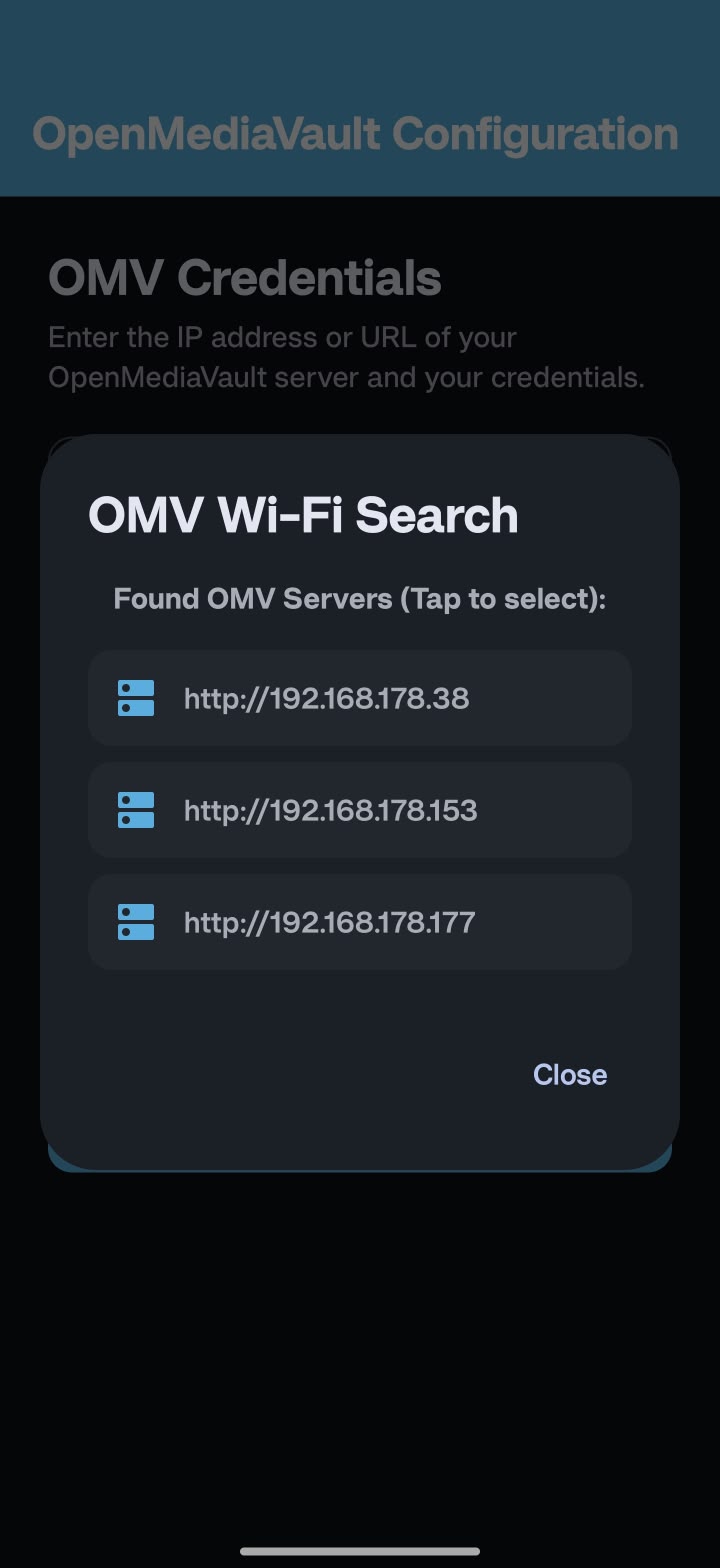 OpenMediaVault Configuration
OMV Credentials
Enter the IP address or URL of your
OpenMediaVault server and your credentials.
OMV Wi-Fi Search
Found OMV Servers (Tap to select):
http://192.168.178.38
http://192.168.178.153
http://192.168.178.177
Close